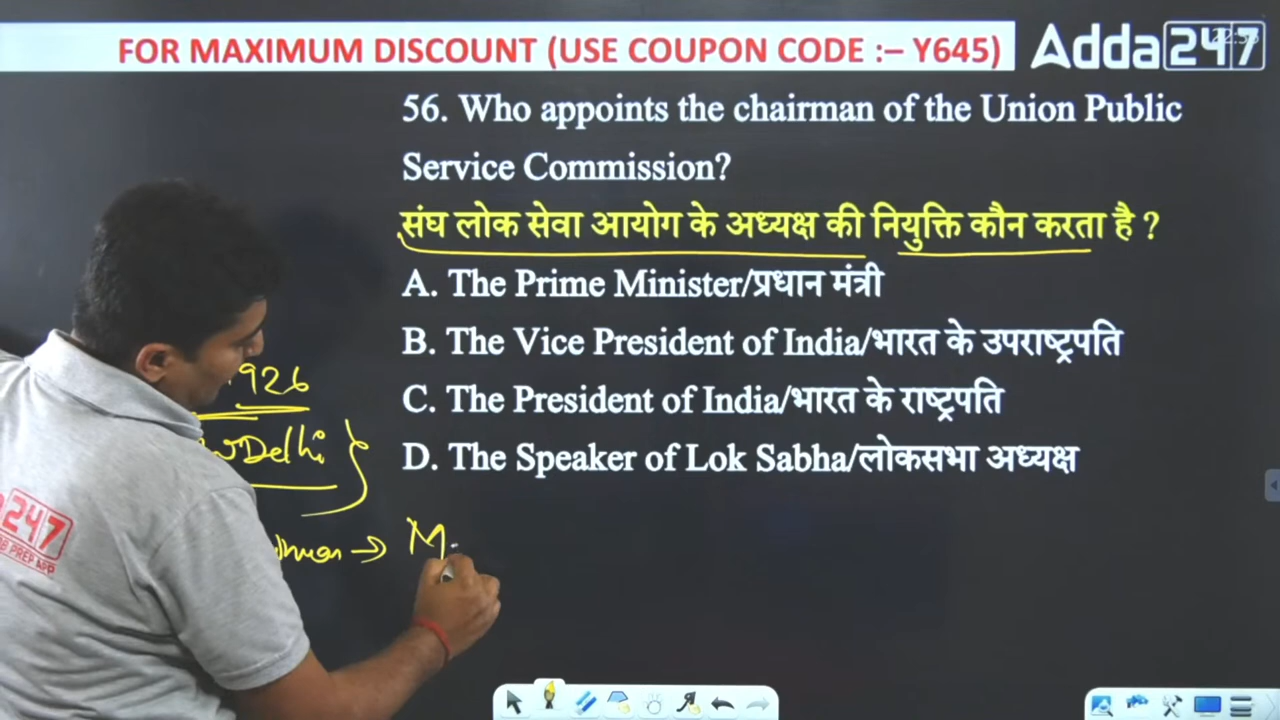 FOR MAXIMUM DISCOUNT (USE COUPON CODE :– Y645)
Adda247
56. Who appoints the chairman of the Union Public
Service Commission?
संघ लोक सेवा आयोग के अध्यक्ष की नियुक्ति कौन करता है ?
A. The Prime Minister/प्रधान मंत्री
B. The Vice President of India/भारत के उपराष्ट्रपति
C. The President of India/भारत के राष्ट्रपति
D. The Speaker of Lok Sabha/लोकसभा अध्यक्ष
926
Delhi
→ M
247
PREP APP